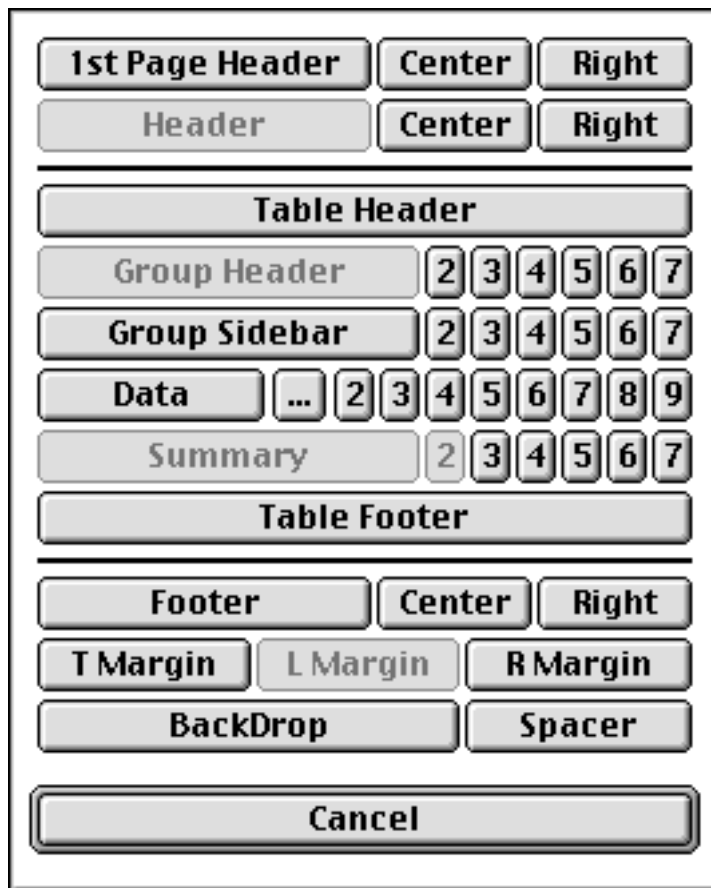 1st Page Header Center Right
Header Center Right
Table Header
Group Header 2 3 4 5 6 7
Group Sidebar 2 3 4 5 6 7
Data ... 2 3 4 5 6 7 8 9
Summary 2 3 4 5 6 7
Table Footer
Footer Center Right
T Margin L Margin R Margin
BackDrop Spacer
Cancel